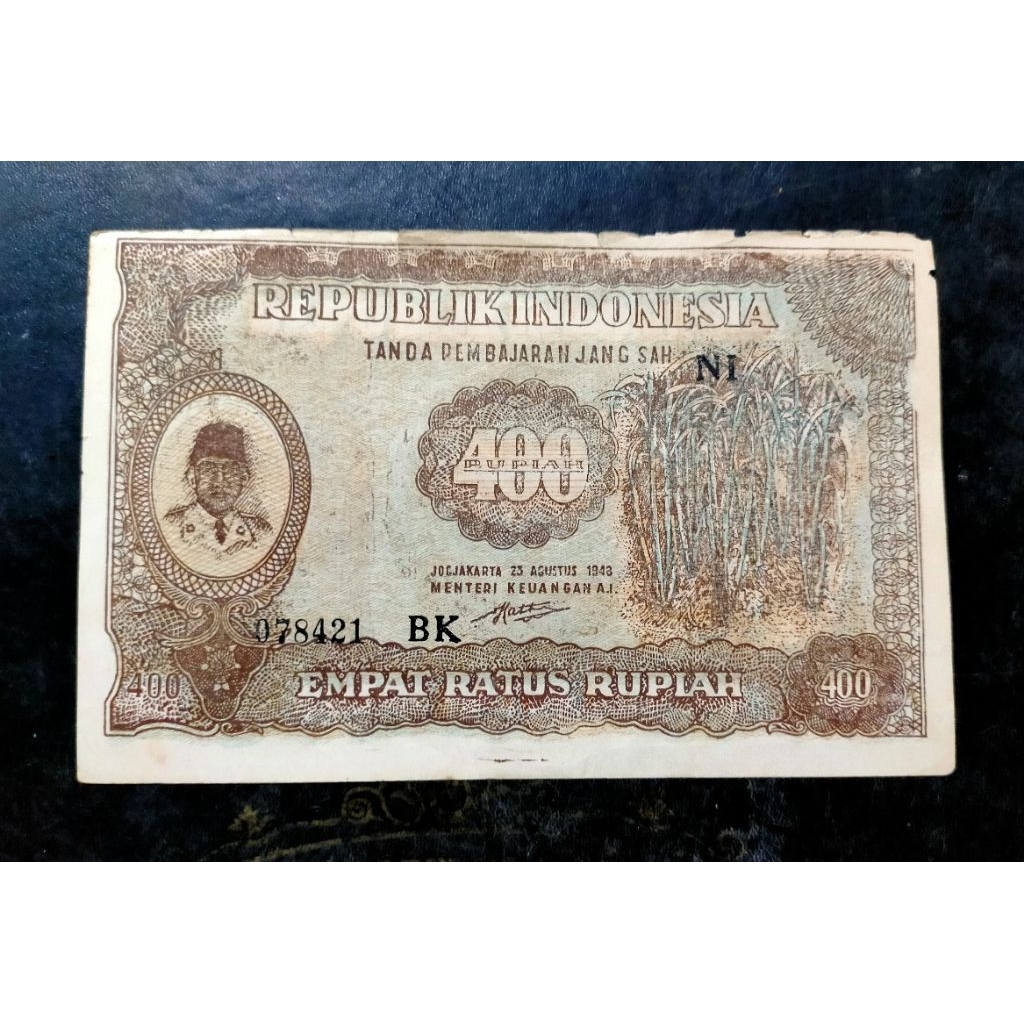 REPUBLIK INDONESIA
TANDA PEMBAJARAN JANG SAH
NI
400
RUPIAH
JOGJAKARTA 23 AGUSTUS 1948
MENTERI KEUANGAN A.I.
Hatta
078421 BK
400
EMPAT RATUS RUPIAH
400